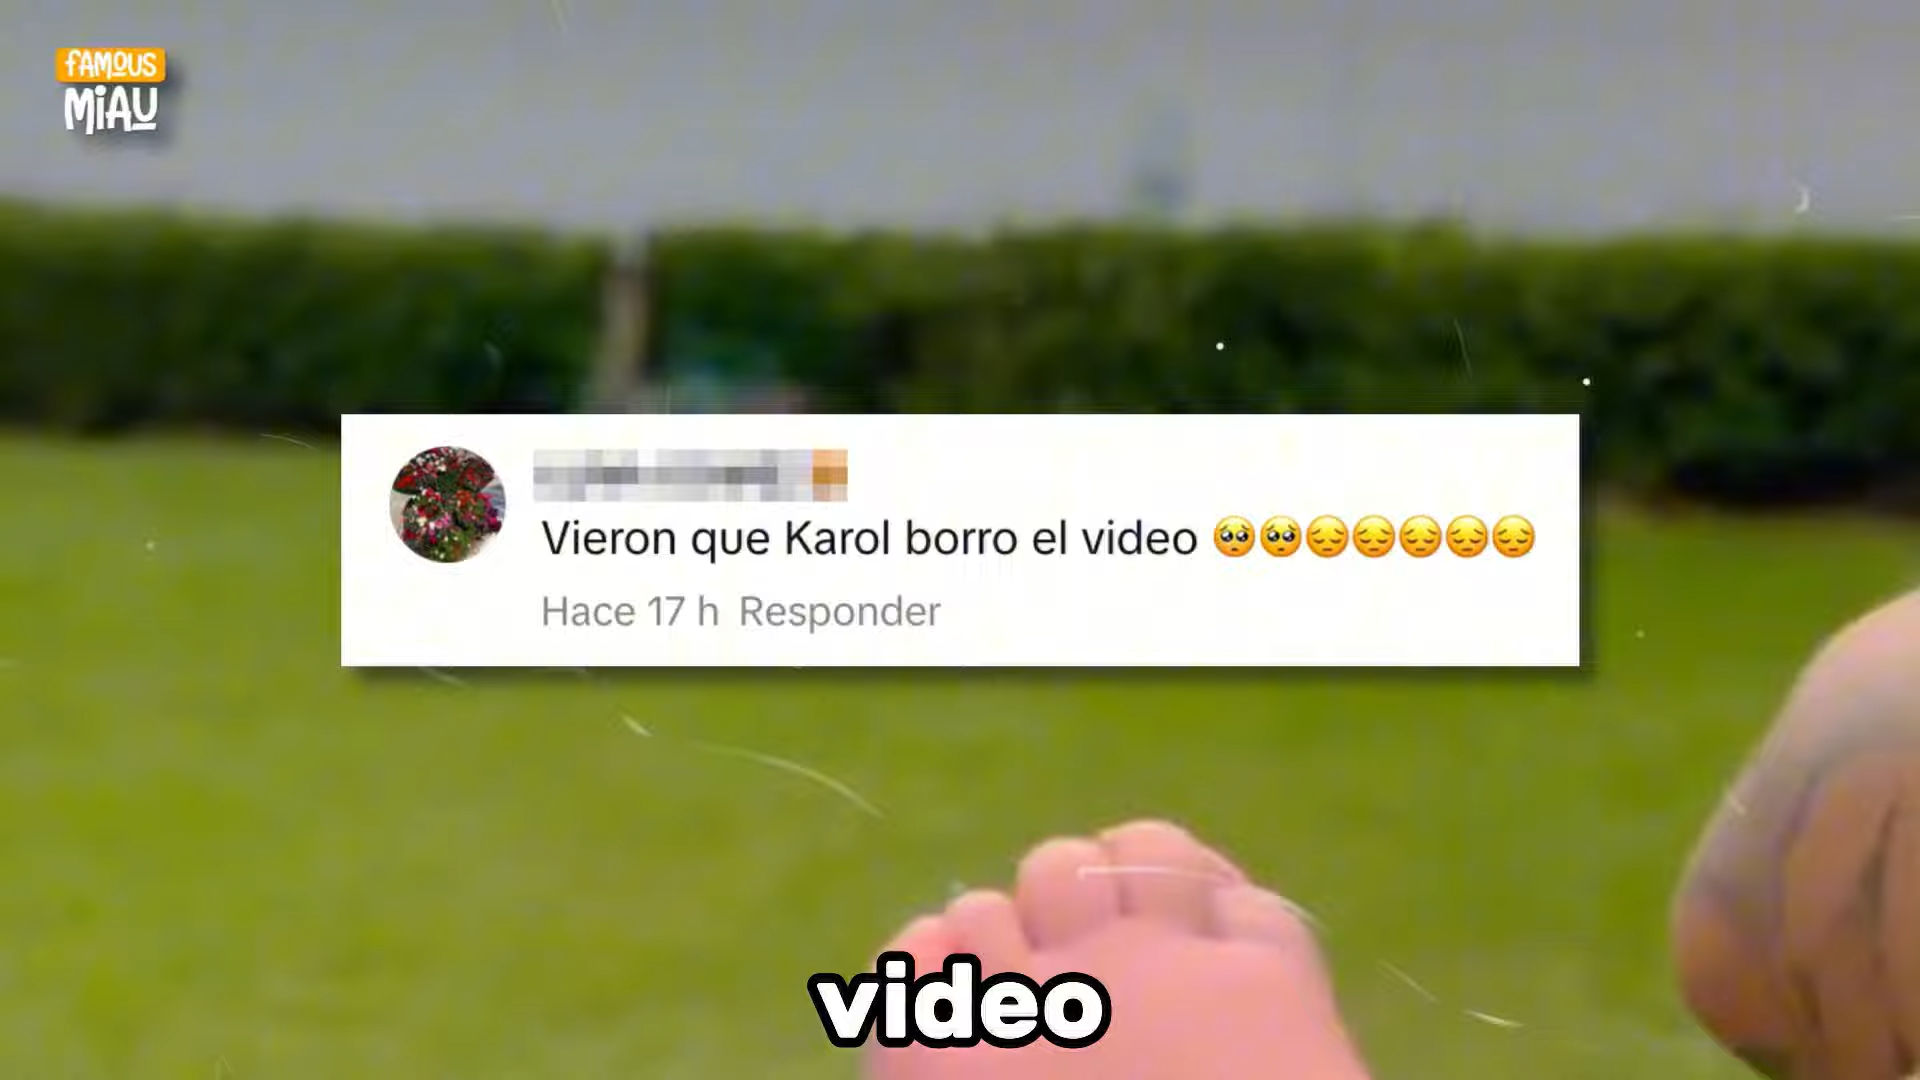 FAMOUS
MiAU
Vieron que Karol borro el video 🥺🥺😔😔😔😔😔
Hace 17 h Responder
video